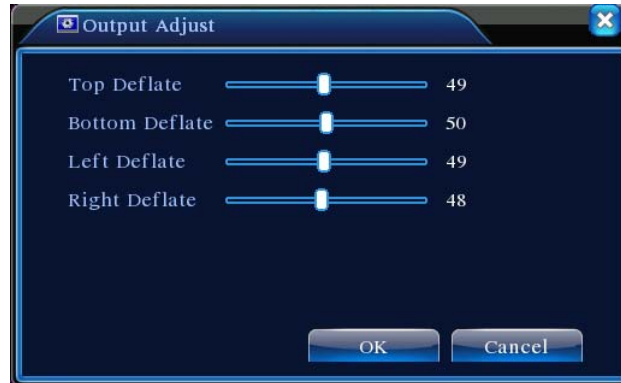 Output Adjust
Top Deflate 49
Bottom Deflate 50
Left Deflate 49
Right Deflate 48
OK Cancel